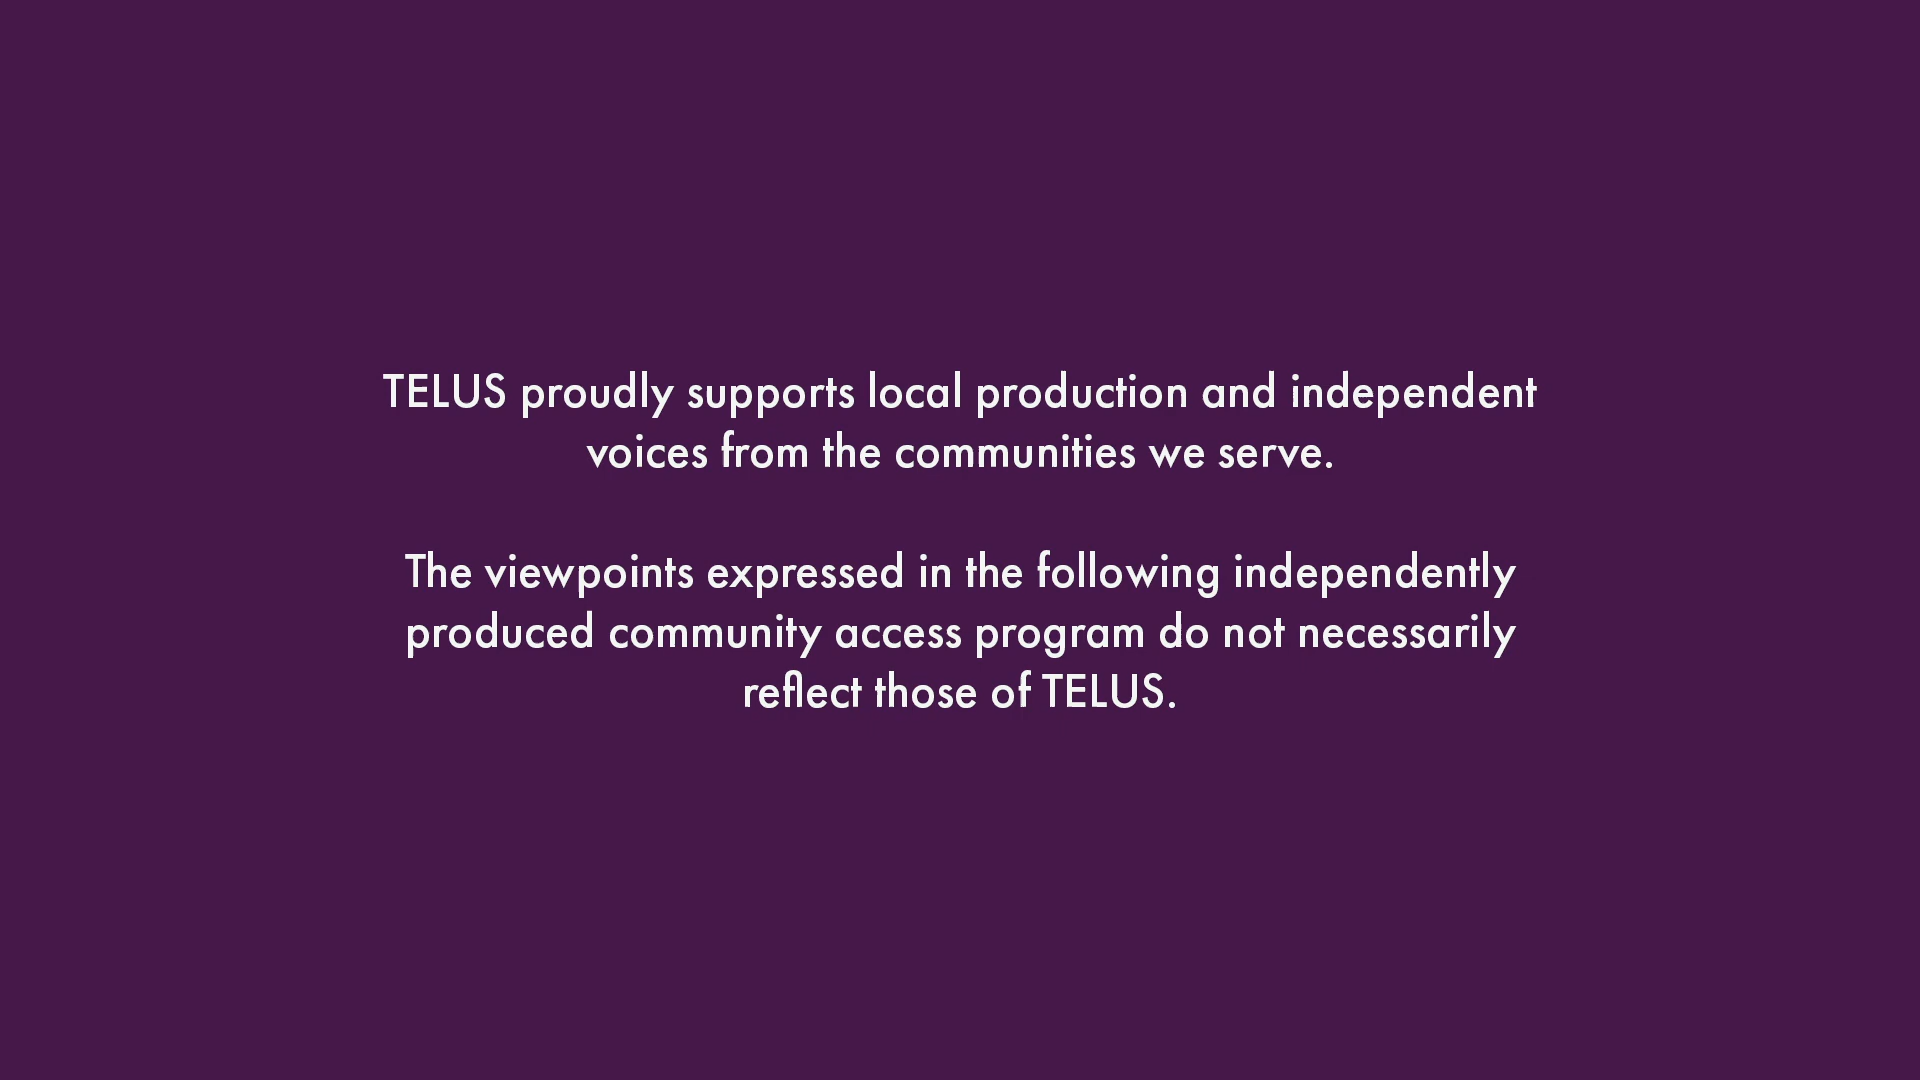 TELUS proudly supports local production and independent
voices from the communities we serve.
The viewpoints expressed in the following independently
produced community access program do not necessarily
reflect those of TELUS.